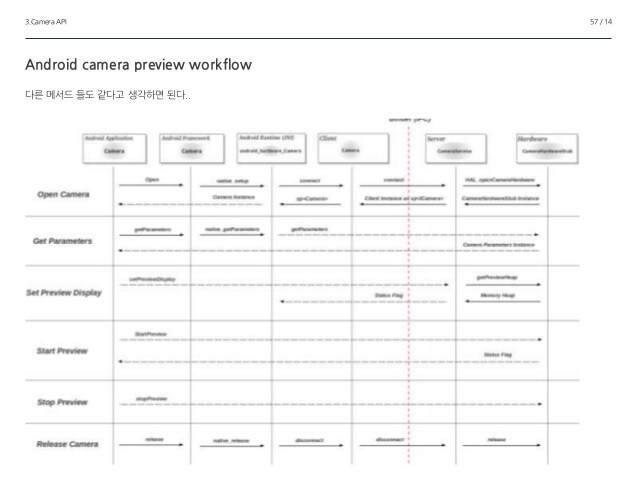 3.Camera API
57 / 14
Android camera preview workflow
다른 메서드 들도 같다고 생각하면 된다..
Android Application
Android Framework
Android Runtime (JNI)
Client
Server
Hardware
Camera
Camera
android_hardware_Camera
Camera
CameraService
CameraHardwareStub
Open Camera
Open
native_setup
connect
connect
HAL_openCameraHardware
Camera Instance
sp<Camera>
Client Instance of sp<ICamera>
CameraHardwareStub Instance
Get Parameters
getParameters
native_getParameters
getParameters
Camera Parameters Instance
Set Preview Display
setPreviewDisplay
getPreviewHeap
Status Flag
Memory Heap
Start Preview
StartPreview
Status Flag
Stop Preview
stopPreview
Release Camera
release
native_release
disconnect
disconnect
release